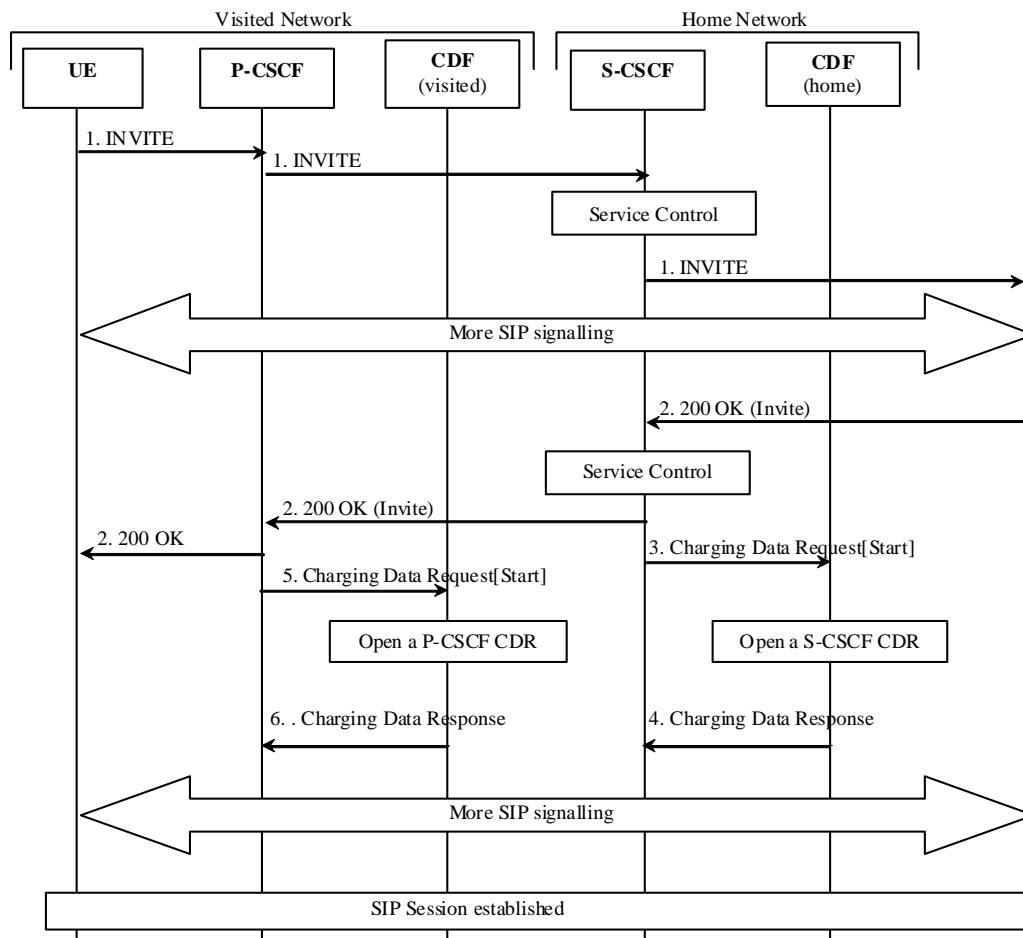 Visited Network
Home Network
UE
P-CSCF
CDF
(visited)
S-CSCF
CDF
(home)
1. INVITE
1. INVITE
Service Control
1. INVITE
More SIP signalling
2. 200 OK (Invite)
Service Control
2. 200 OK (Invite)
2. 200 OK
3. Charging Data Request[Start]
5. Charging Data Request[Start]
Open a P-CSCF CDR
Open a S-CSCF CDR
6. . Charging Data Response
4. Charging Data Response
More SIP signalling
SIP Session established